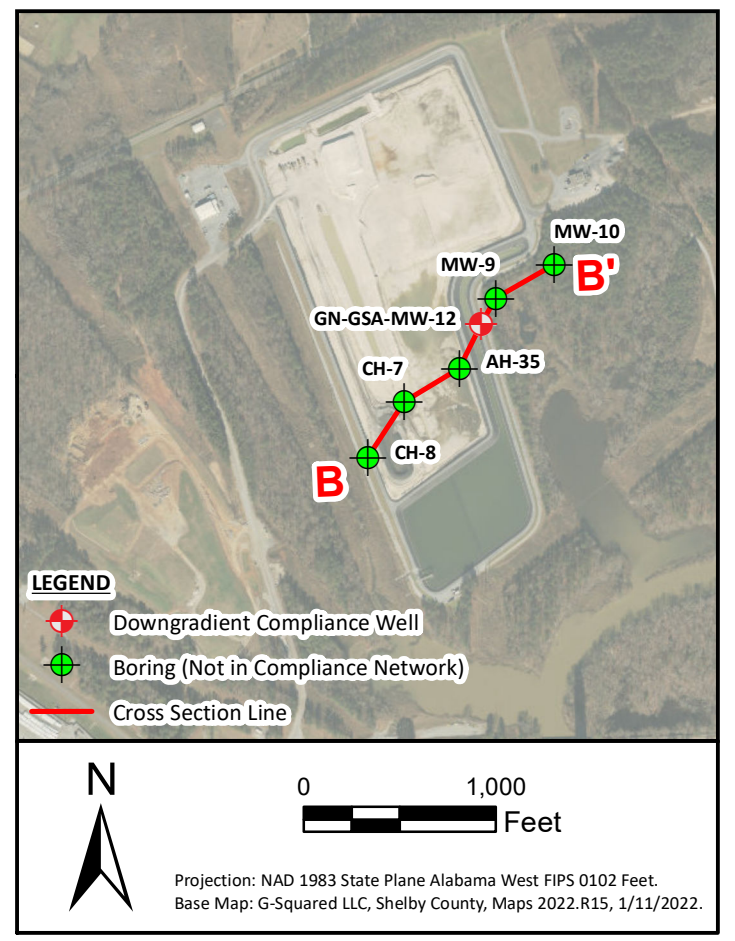 MW-10
B'
MW-9
GN-GSA-MW-12
AH-35
CH-7
CH-8
B
LEGEND
Downgradient Compliance Well
Boring (Not in Compliance Network)
Cross Section Line
N
0 1,000
Feet
Projection: NAD 1983 State Plane Alabama West FIPS 0102 Feet.
Base Map: G-Squared LLC, Shelby County, Maps 2022.R15, 1/11/2022.